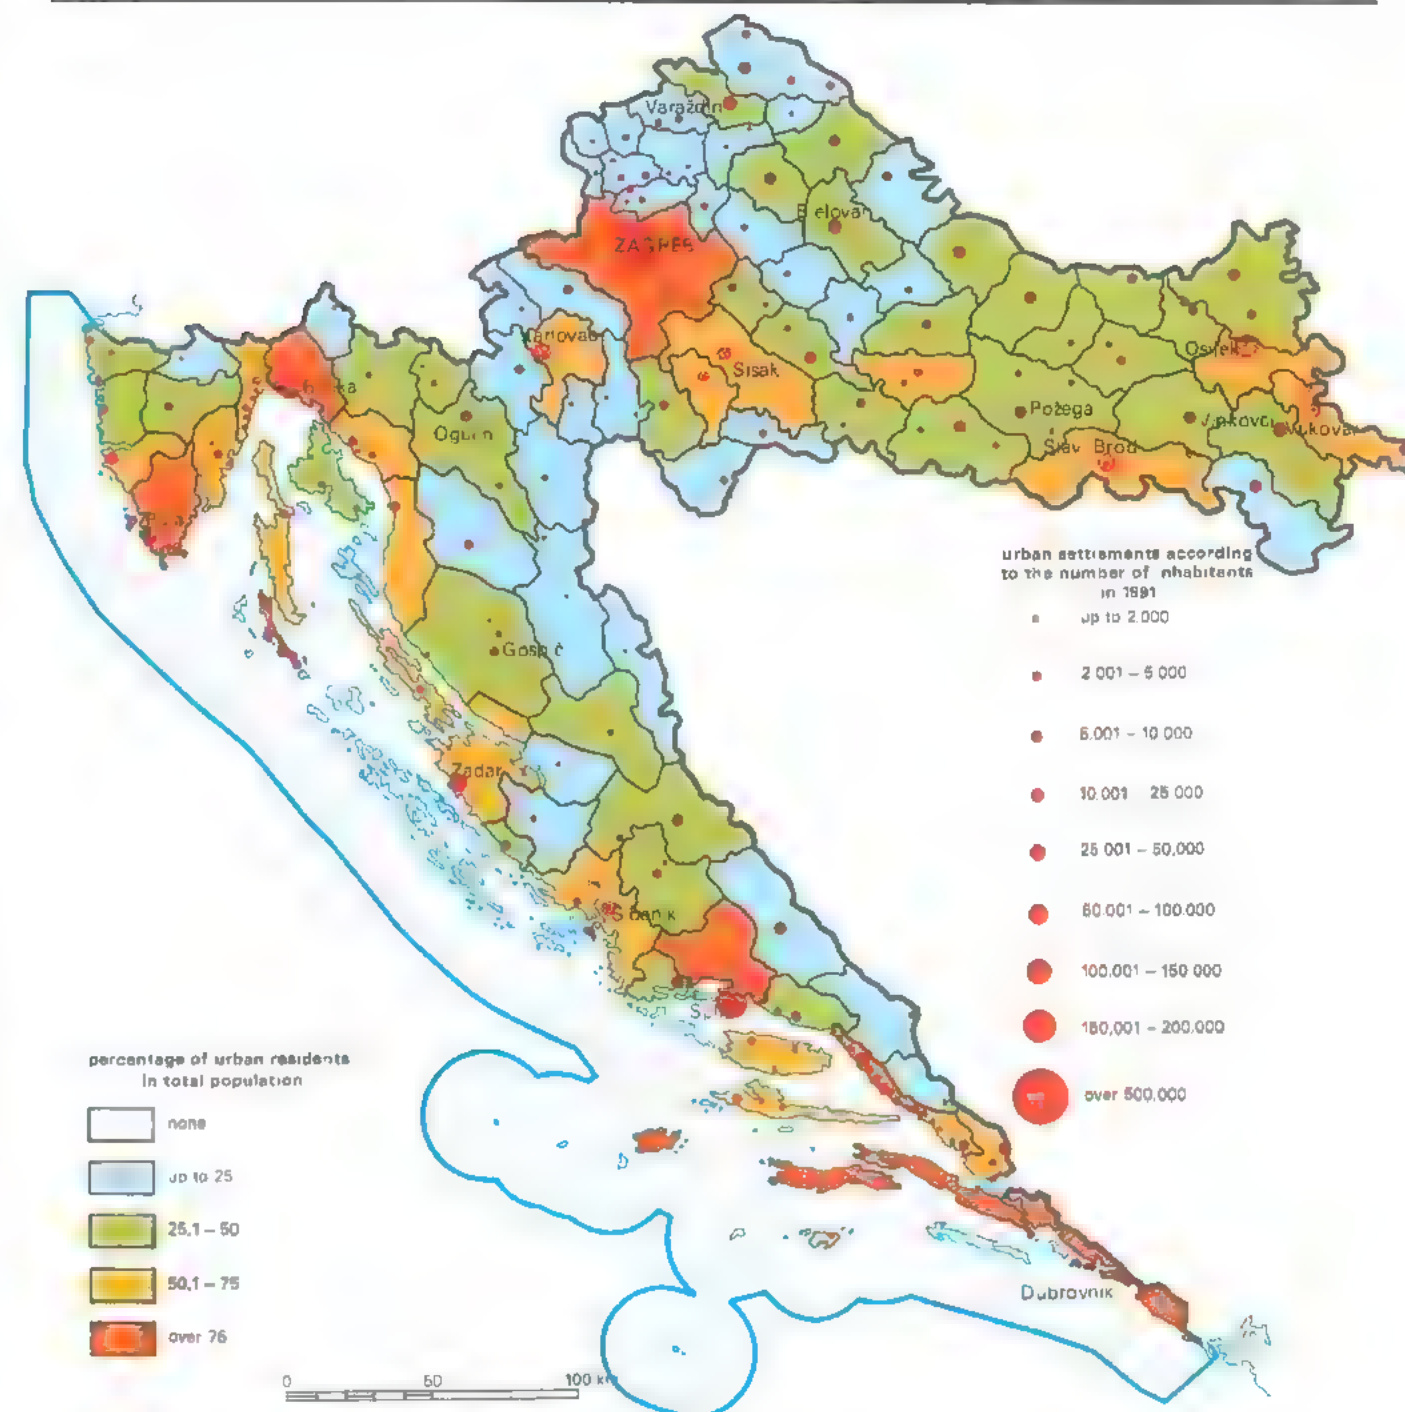 Varaždin
Bjelovar
ZAGREB
Karlovac
Sisak
Osijek
Rijeka
Požega
Vinkovci
Vukovar
Ogulin
Slav Brod
urban settlements according
to the number of inhabitants
in 1991
up to 2.000
2 001 – 5 000
5.001 – 10 000
10.001 25 000
25 001 – 50,000
50.001 – 100.000
100,001 – 150 000
150,001 – 200.000
over 500,000
Gospić
Zadar
Šibenik
Split
Dubrovnik
percentage of urban residents
in total population
none
up to 25
25,1 – 50
50,1 – 75
over 75
0 50 100 km